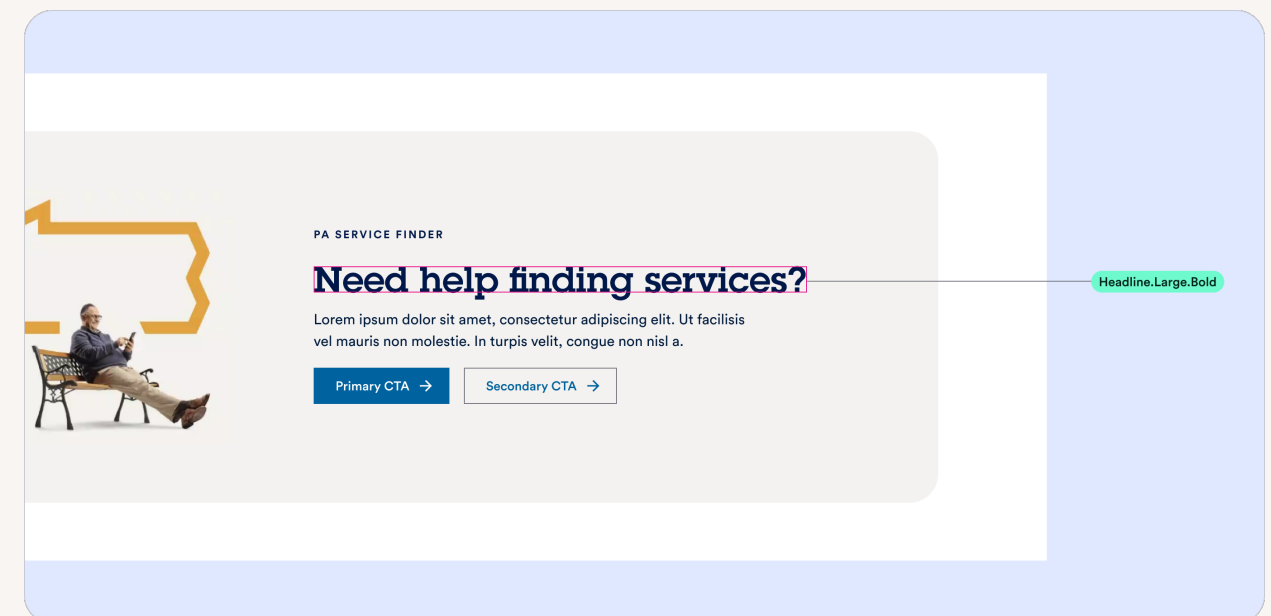 PA SERVICE FINDER
Need help finding services?
Headline.Large.Bold
Lorem ipsum dolor sit amet, consectetur adipiscing elit. Ut facilisis
vel mauris non molestie. In turpis velit, congue non nisl a.
Primary CTA
Secondary CTA